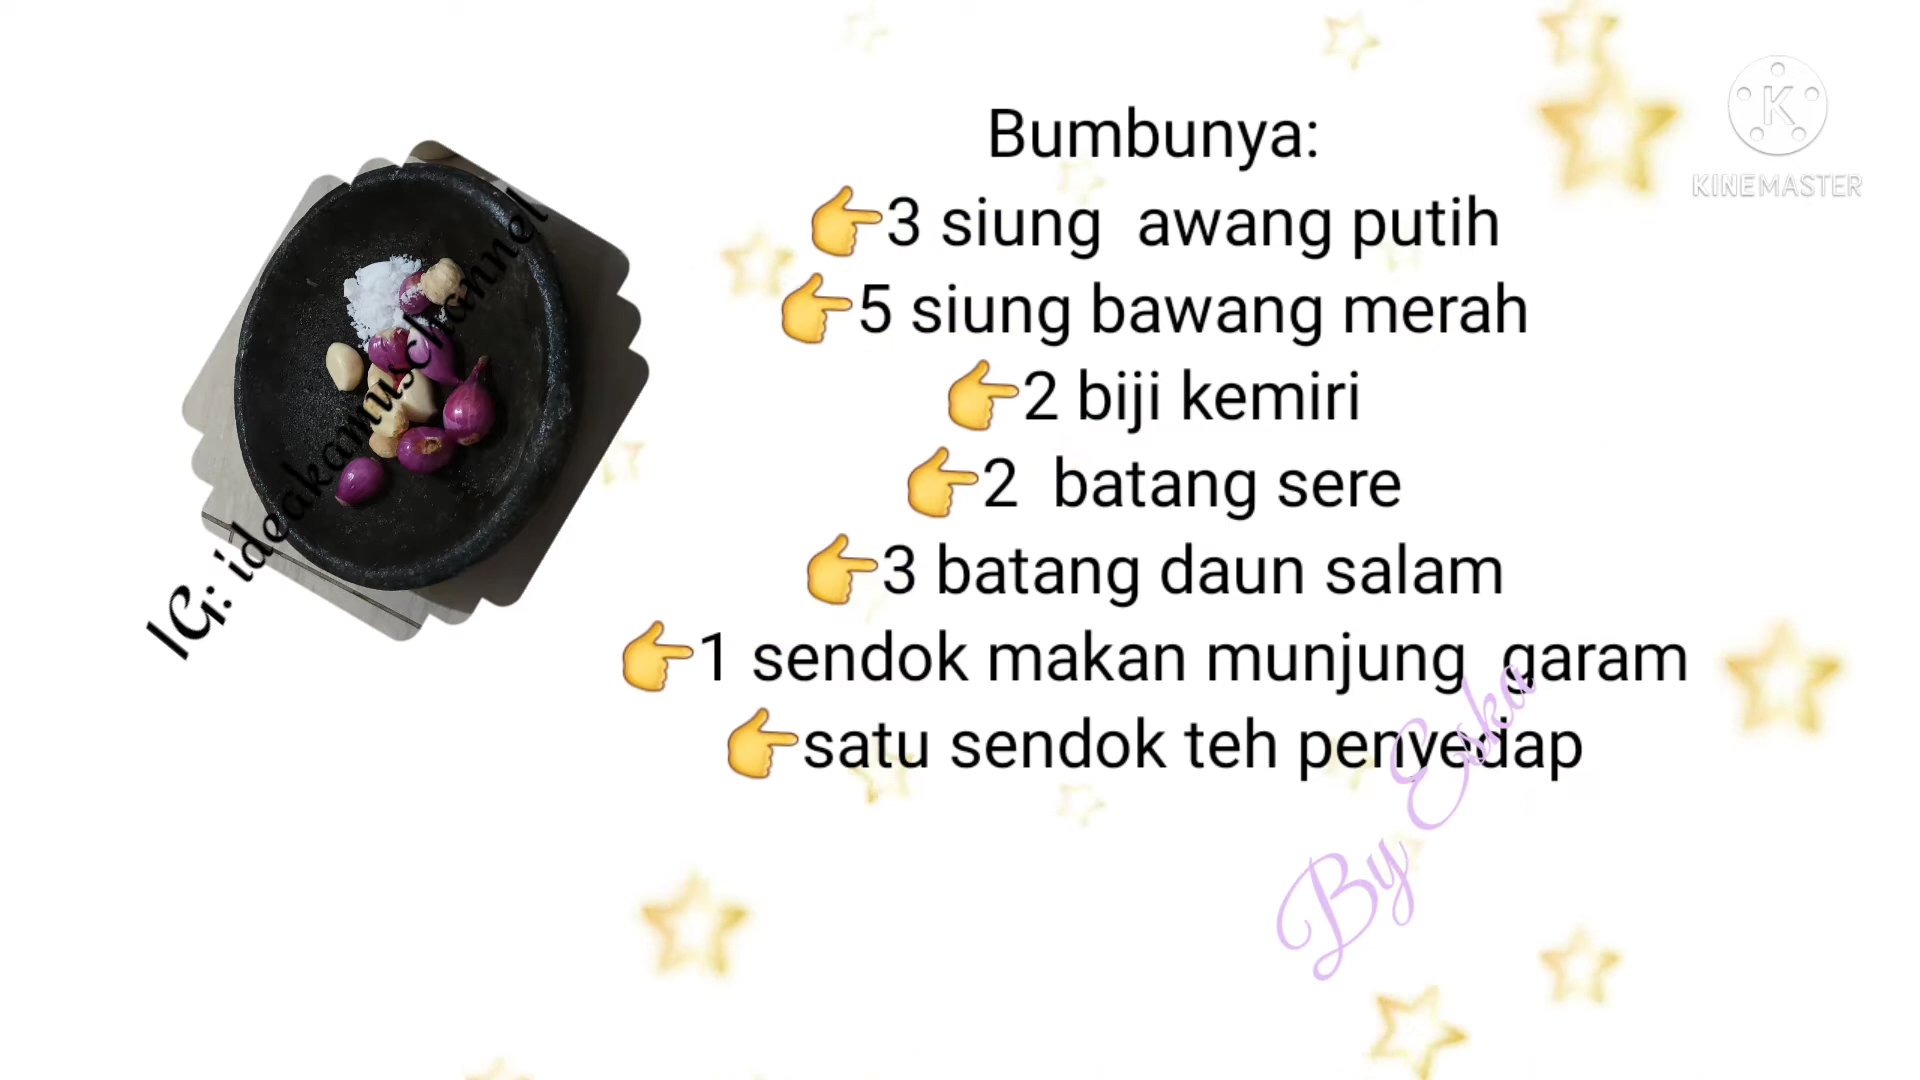 Bumbunya:
👉3 siung  awang putih
👉5 siung bawang merah
👉2 biji kemiri
👉2  batang sere
👉3 batang daun salam
👉1 sendok makan munjung  garam
👉satu sendok teh penyedap
IG: ideakamuschannel
By Eska
K
KINEMASTER